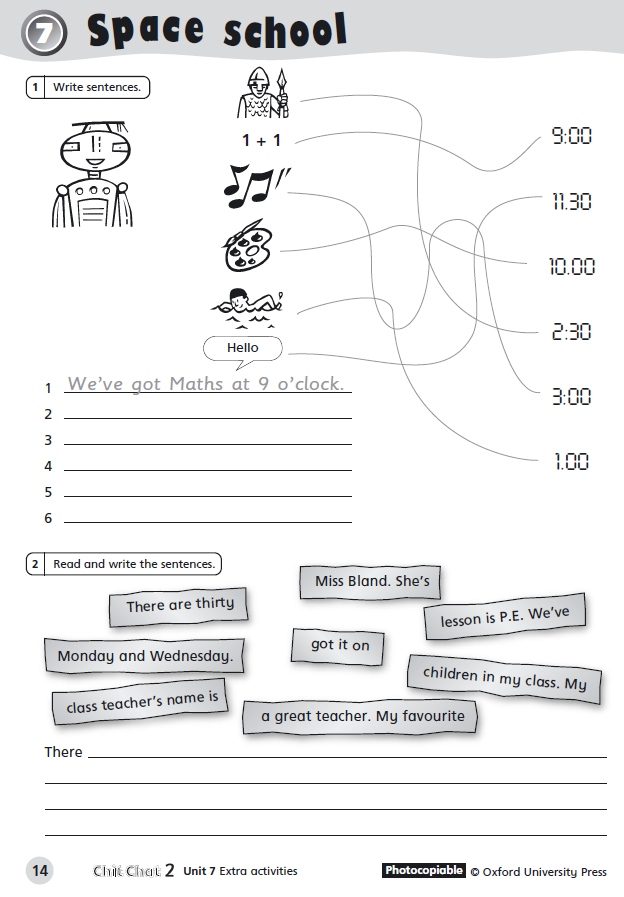 7 Space school
1 Write sentences.
1 + 1
9:00
11.30
10.00
2:30
Hello
3:00
1 We've got Maths at 9 o'clock.
2
3
4
1.00
5
6
2 Read and write the sentences.
Miss Bland. She's
There are thirty
lesson is P.E. We've
got it on
Monday and Wednesday.
children in my class. My
class teacher's name is
a great teacher. My favourite
There
14 Chit Chat 2 Unit 7 Extra activities Photocopiable © Oxford University Press